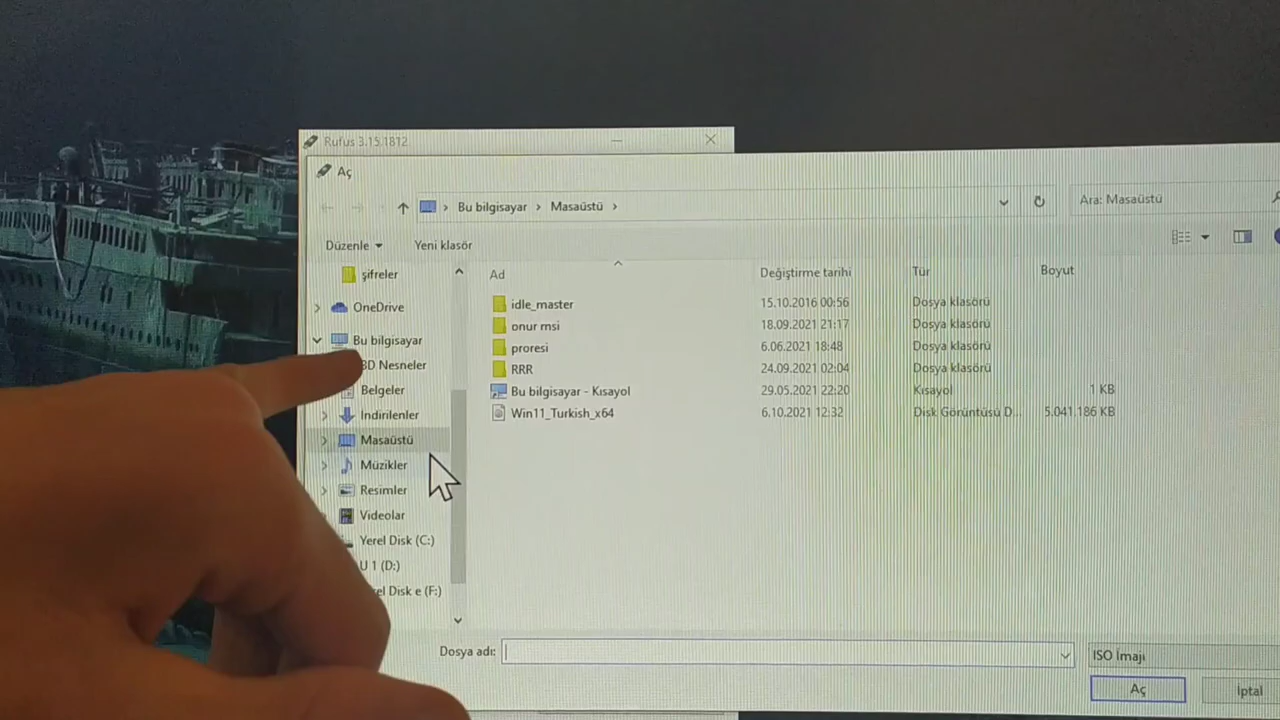 Rufus 3.15.1812
Aç
Bu bilgisayar > Masaüstü >
Ara: Masaüstü
Düzenle
Yeni klasör
şifreler
OneDrive
Bu bilgisayar
3D Nesneler
Belgeler
İndirilenler
Masaüstü
Müzikler
Resimler
Videolar
Yerel Disk (C:)
U 1 (D:)
el Disk e (F:)
Ad Değiştirme tarihi Tür Boyut
idle_master 15.10.2016 00:56 Dosya klasörü
onur msi 18.09.2021 21:17 Dosya klasörü
proresi 6.06.2021 18:48 Dosya klasörü
RRR 24.09.2021 02:04 Dosya klasörü
Bu bilgisayar - Kısayol 29.05.2021 22:20 Kısayol 1 KB
Win11_Turkish_x64 6.10.2021 12:32 Disk Görüntüsü D... 5.041.186 KB
Dosya adı:
ISO İmajı
Aç
İptal